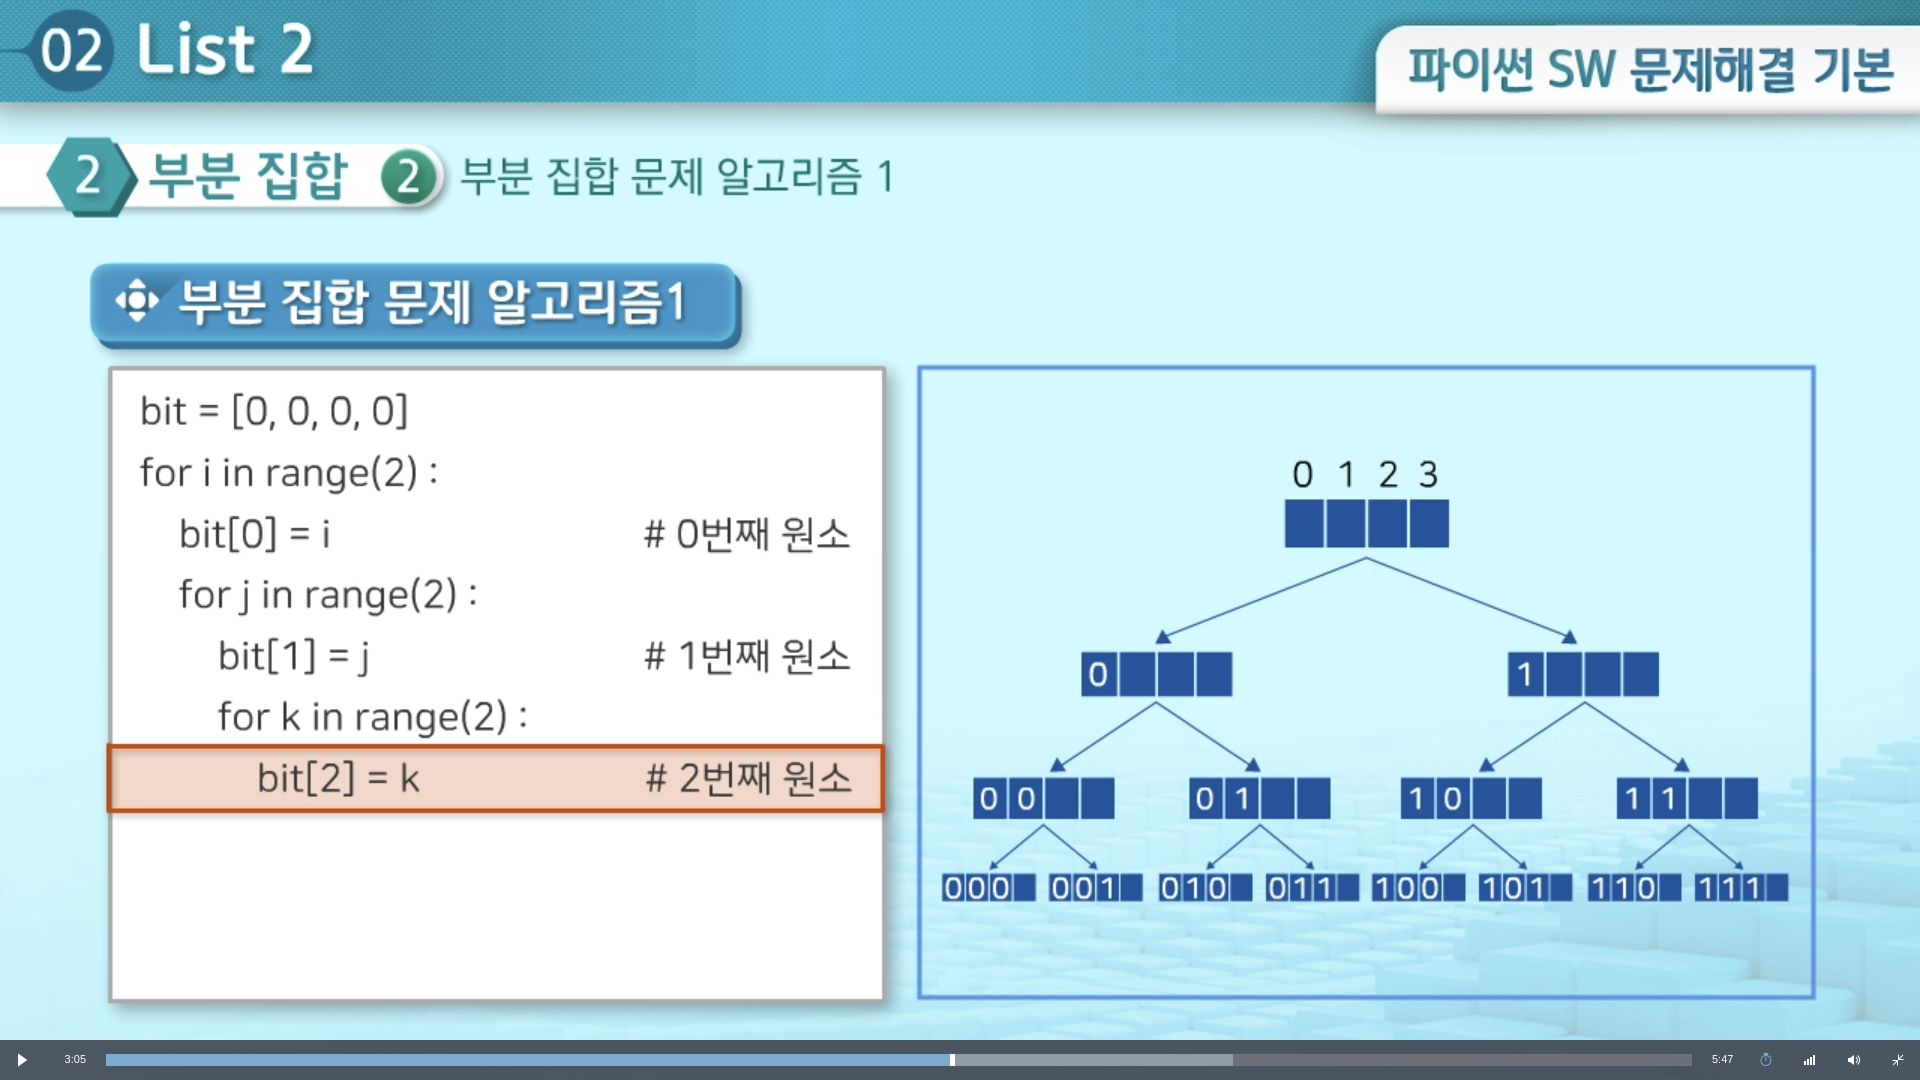 02 List 2
파이썬 SW 문제해결 기본
2 부분 집합 2 부분 집합 문제 알고리즘 1
부분 집합 문제 알고리즘1
bit = [0, 0, 0, 0]
for i in range(2) :
bit[0] = i # 0번째 원소
for j in range(2) :
bit[1] = j # 1번째 원소
for k in range(2) :
bit[2] = k # 2번째 원소
0 1 2 3
0 1
0 0 0 1 1 0 1 1
0 0 0 0 0 1 0 1 0 0 1 1 1 0 0 1 0 1 1 1 0 1 1 1
3:05 5:47